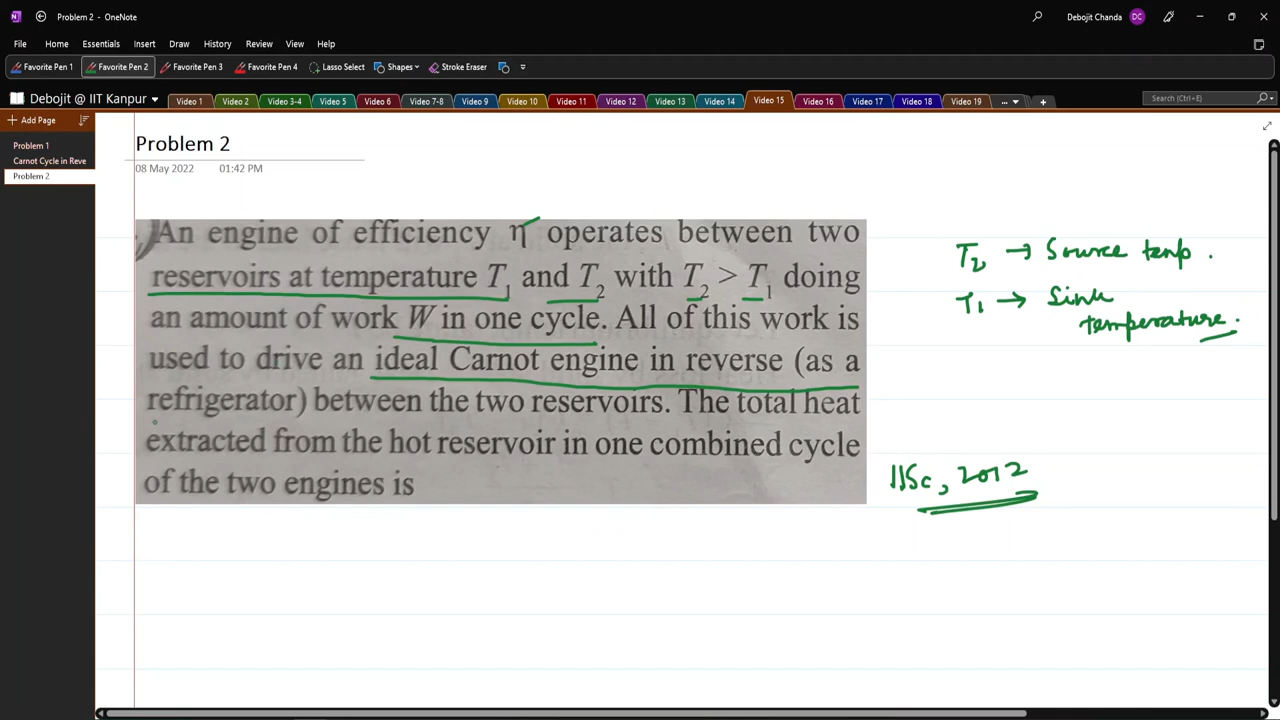 Problem 2 - OneNote
Debojit Chanda DC
File Home Essentials Insert Draw History Review View Help
Favorite Pen 1 Favorite Pen 2 Favorite Pen 3 Favorite Pen 4 Lasso Select Shapes Stroke Eraser
Debojit @ IIT Kanpur Video 1 Video 2 Video 3-4 Video 5 Video 6 Video 7-8 Video 9 Video 10 Video 11 Video 12 Video 13 Video 14 Video 15 Video 16 Video 17 Video 18 Video 19 ... + Search (Ctrl+E)
+ Add Page
Problem 1
Carnot Cycle in Reve
Problem 2
Problem 2
08 May 2022 01:42 PM
An engine of efficiency η operates between two
reservoirs at temperature T₁ and T₂ with T₂ > T₁ doing
an amount of work W in one cycle. All of this work is
used to drive an ideal Carnot engine in reverse (as a
refrigerator) between the two reservoirs. The total heat
extracted from the hot reservoir in one combined cycle
of the two engines is
T₂ → Source temp.
T₁ → Sink
temperature.
IISc, 2012